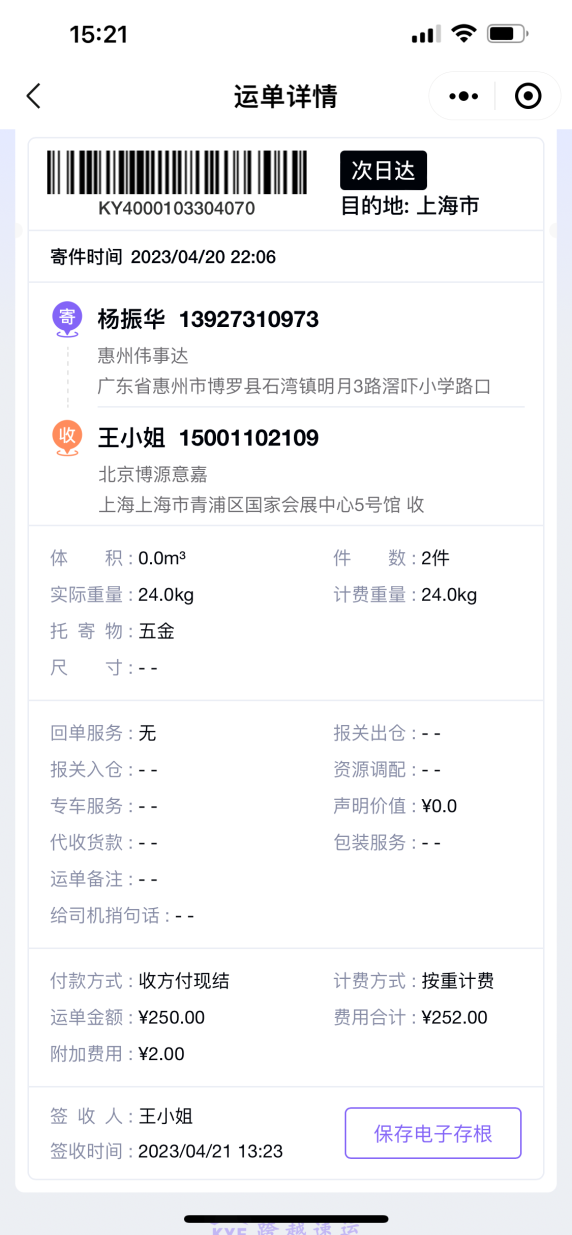 15:21
运单详情
KY4000103304070
次日达
目的地: 上海市
寄件时间 2023/04/20 22:06
寄 杨振华 13927310973
惠州伟事达
广东省惠州市博罗县石湾镇明月3路滘吓小学路口
收 王小姐 15001102109
北京博源意嘉
上海上海市青浦区国家会展中心5号馆 收
体 积 : 0.0m³ 件 数 : 2件
实际重量 : 24.0kg 计费重量 : 24.0kg
托 寄 物 : 五金
尺 寸 : - -
回单服务 : 无 报关出仓 : - -
报关入仓 : - - 资源调配 : - -
专车服务 : - - 声明价值 : ¥0.0
代收货款 : - - 包装服务 : - -
运单备注 : - -
给司机捎句话 : - -
付款方式 : 收方付现结 计费方式 : 按重计费
运单金额 : ¥250.00 费用合计 : ¥252.00
附加费用 : ¥2.00
签 收 人 : 王小姐
签收时间 : 2023/04/21 13:23
保存电子存根
KYE 跨越速运